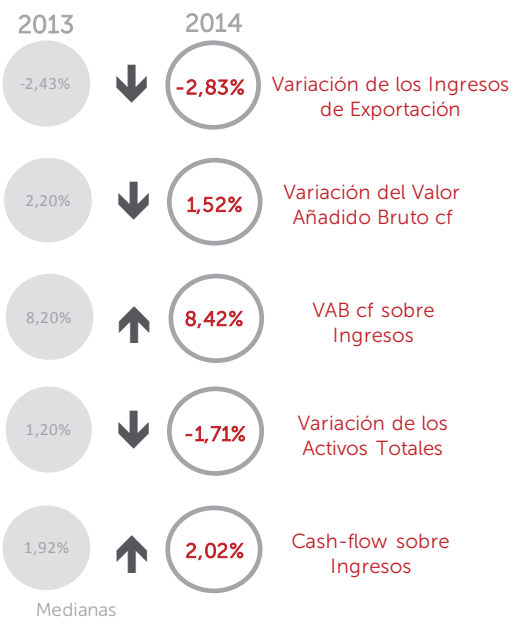 2013 2014
-2,43% -2,83% Variación de los Ingresos
de Exportación
2,20% 1,52% Variación del Valor
Añadido Bruto cf
8,20% 8,42% VAB cf sobre
Ingresos
1,20% -1,71% Variación de los
Activos Totales
1,92% 2,02% Cash-flow sobre
Ingresos
Medianas